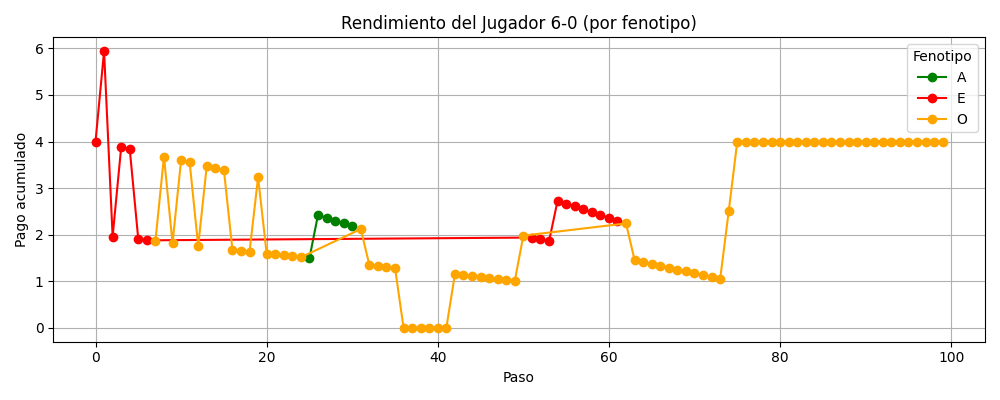 Rendimiento del Jugador 6-0 (por fenotipo)
Pago acumulado
6
5
4
3
2
1
0
0 20 40 60 80 100
Paso
Fenotipo
A
E
O